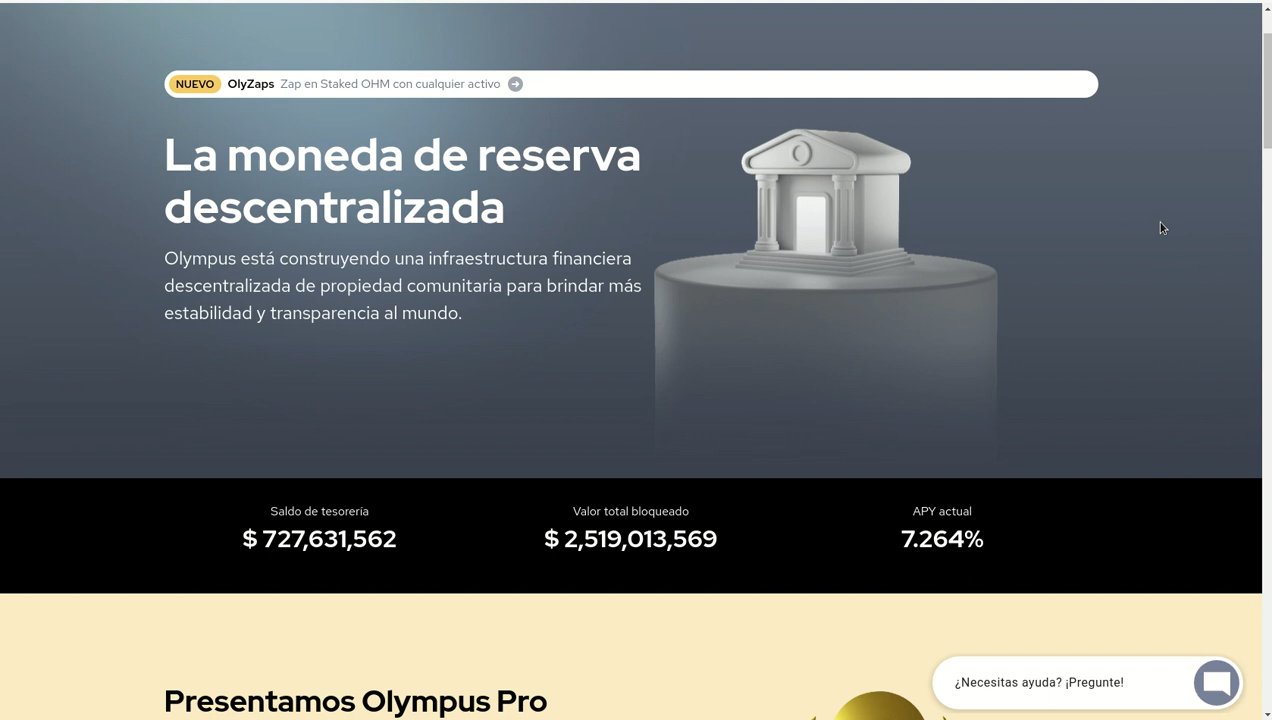 NUEVO OlyZaps Zap en Staked OHM con cualquier activo
La moneda de reserva
descentralizada
Olympus está construyendo una infraestructura financiera
descentralizada de propiedad comunitaria para brindar más
estabilidad y transparencia al mundo.
Saldo de tesorería
$ 727,631,562
Valor total bloqueado
$ 2,519,013,569
APY actual
7.264%
Presentamos Olympus Pro
¿Necesitas ayuda? ¡Pregunte!